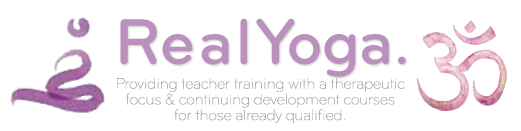 RealYoga.
Providing teacher training with a therapeutic
focus & continuing development courses
for those already qualified.
ॐ